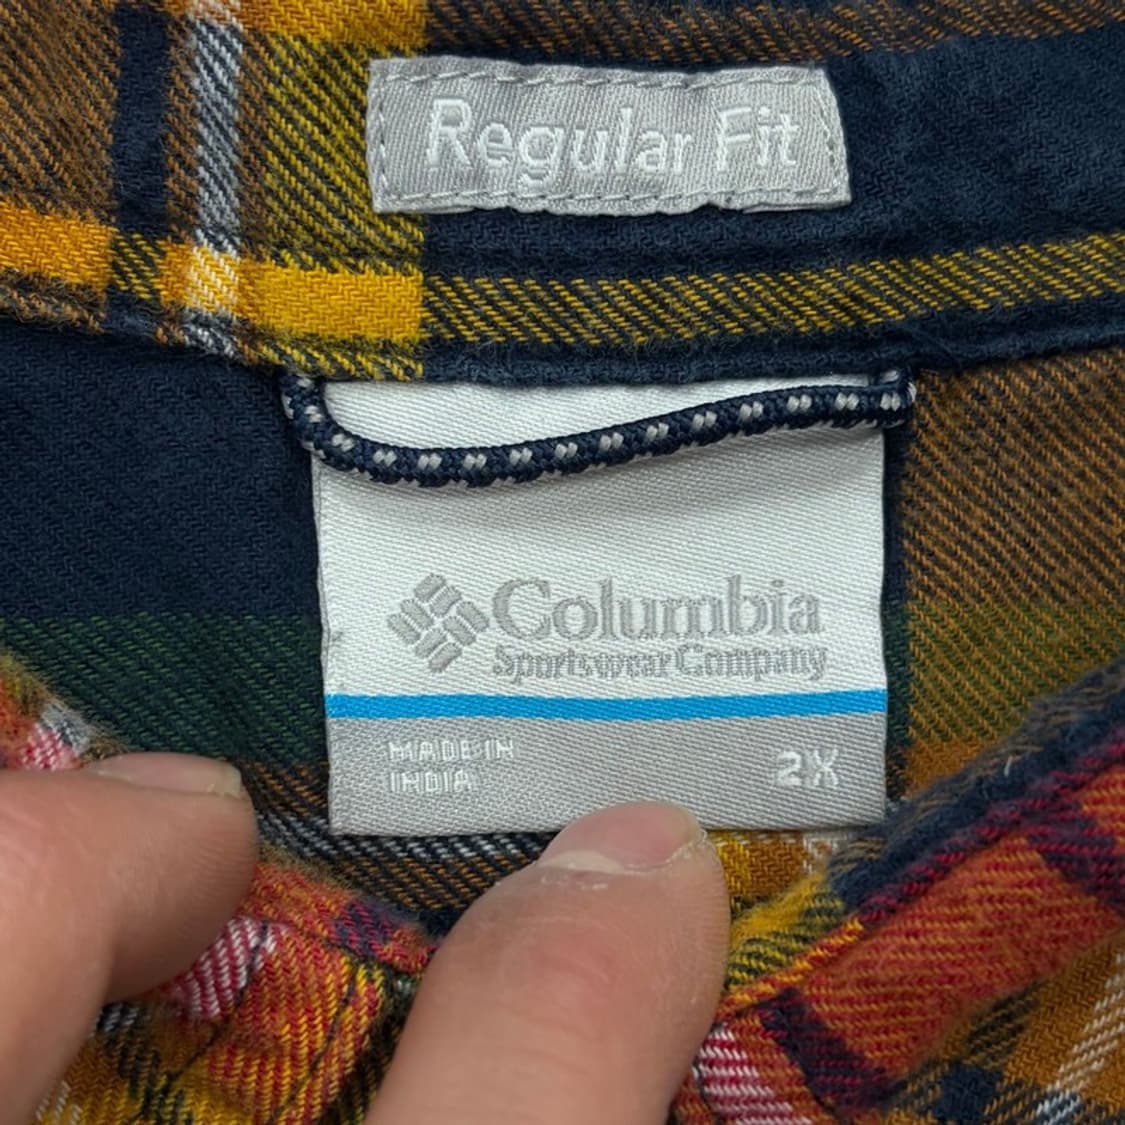 Regular Fit
Columbia
Sportswear Company
MADE IN
INDIA
2X